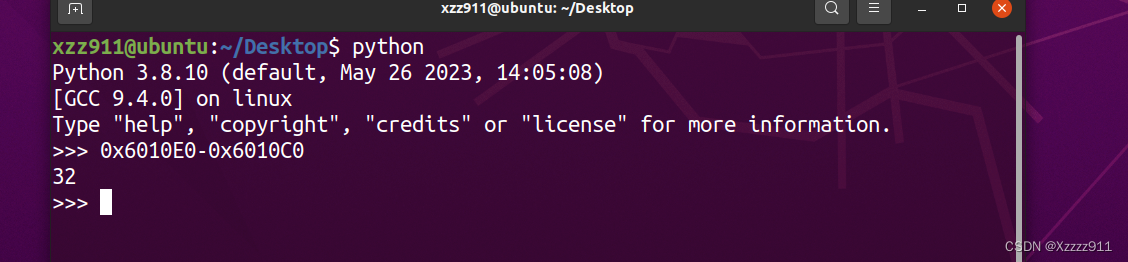 xzz911@ubuntu: ~/Desktop
xzz911@ubuntu:~/Desktop$ python
Python 3.8.10 (default, May 26 2023, 14:05:08)
[GCC 9.4.0] on linux
Type "help", "copyright", "credits" or "license" for more information.
>>> 0x6010E0-0x6010C0
32
>>>
CSDN @Xzzzz911